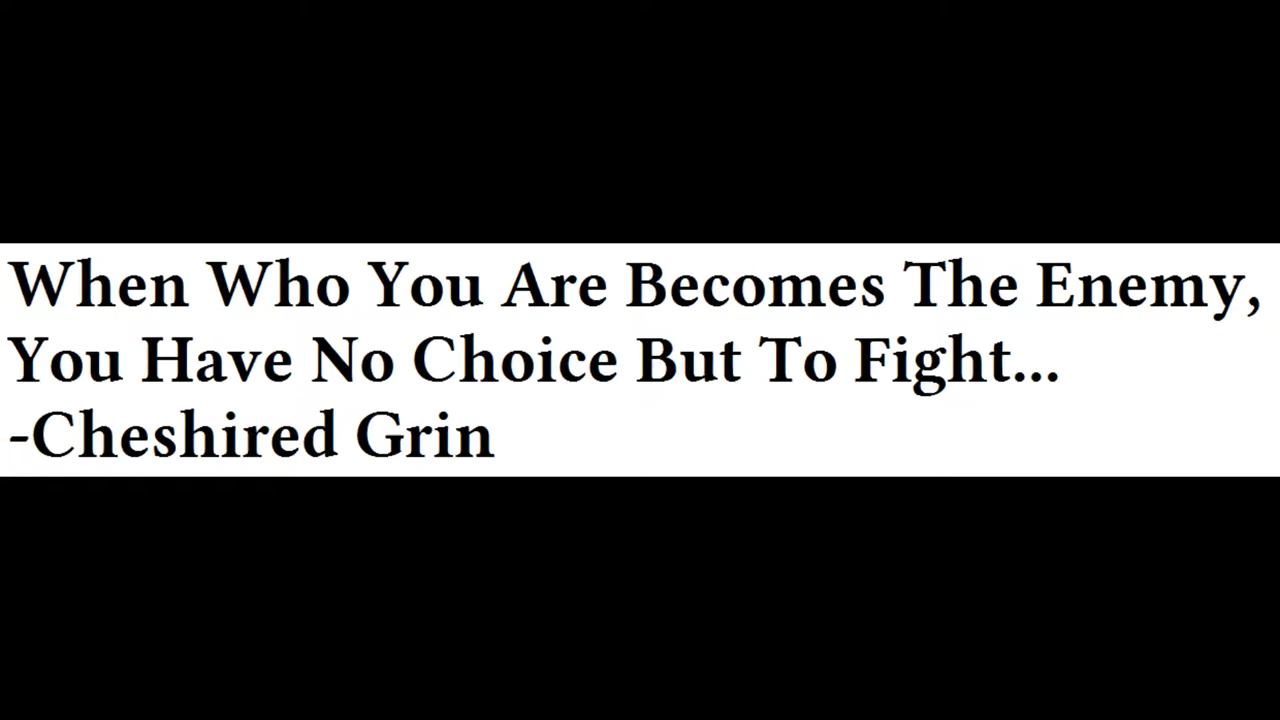 When Who You Are Becomes The Enemy,
You Have No Choice But To Fight...
-Cheshired Grin